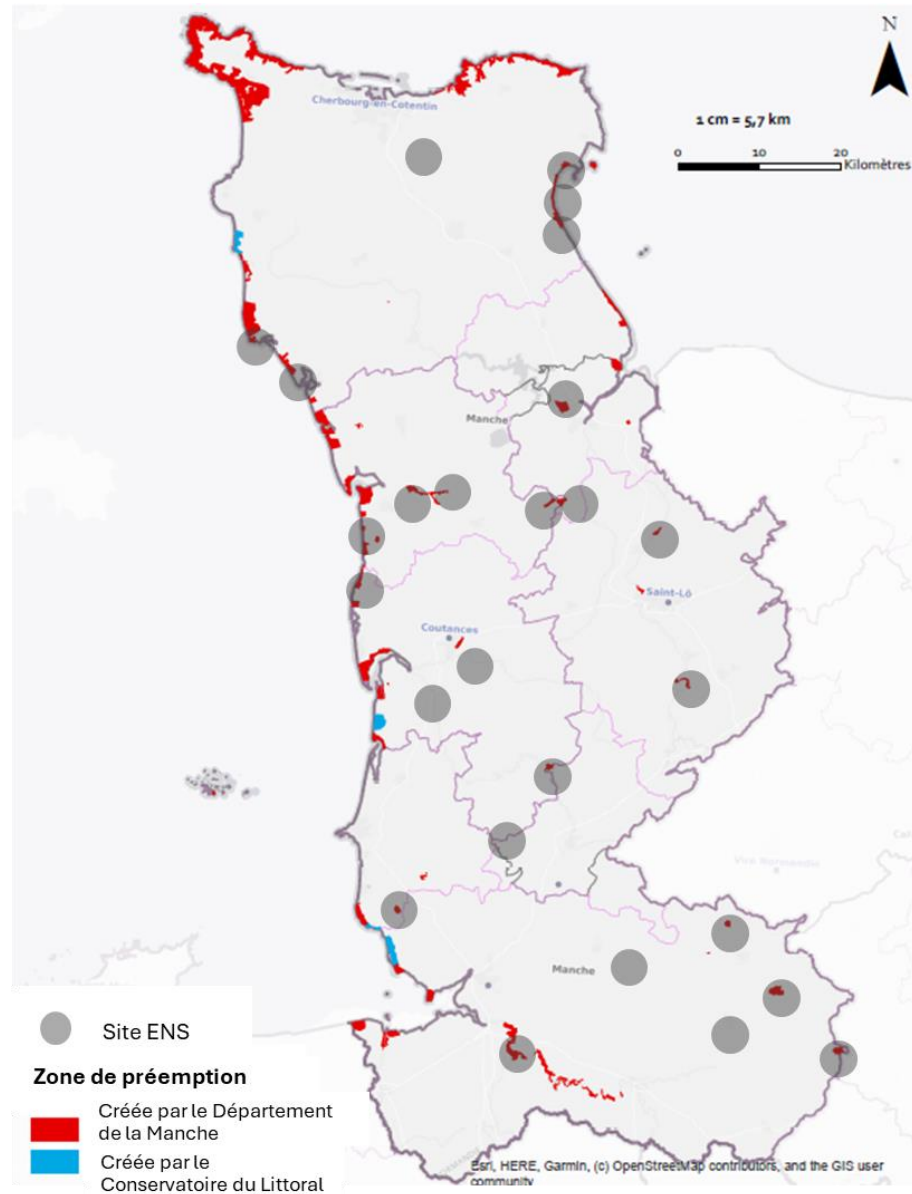 N
Cherbourg-en-Cotentin
1 cm = 5,7 km
0 10 20
Kilomètres
Manche
Saint-Lô
Coutances
Vire Normandie
Manche
Site ENS
Zone de préemption
Créée par le Département
de la Manche
Créée par le
Conservatoire du Littoral
Esri, HERE, Garmin, (c) OpenStreetMap contributors, and the GIS user
community